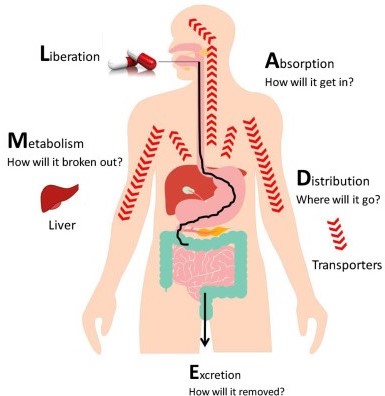 Liberation
Absorption
How will it get in?
Metabolism
How will it broken out?
Liver
Distribution
Where will it go?
Transporters
Excretion
How will it removed?